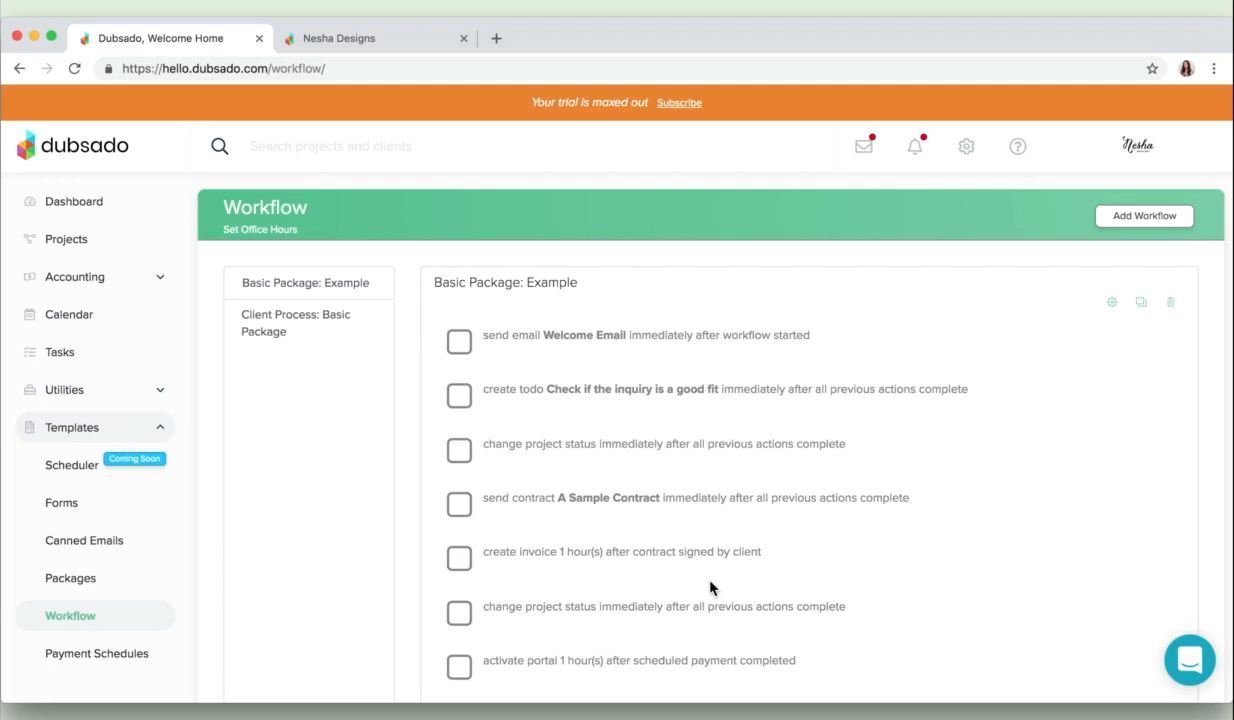 Dubsado, Welcome Home
Nesha Designs
https://hello.dubsado.com/workflow/
Your trial is maxed out Subscribe
dubsado
Search projects and clients
Nesha
Dashboard
Projects
Accounting
Calendar
Tasks
Utilities
Templates
Scheduler Coming Soon
Forms
Canned Emails
Packages
Workflow
Payment Schedules
Workflow
Set Office Hours
Add Workflow
Basic Package: Example
Client Process: Basic
Package
Basic Package: Example
send email Welcome Email immediately after workflow started
create todo Check if the inquiry is a good fit immediately after all previous actions complete
change project status immediately after all previous actions complete
send contract A Sample Contract immediately after all previous actions complete
create invoice 1 hour(s) after contract signed by client
change project status immediately after all previous actions complete
activate portal 1 hour(s) after scheduled payment completed